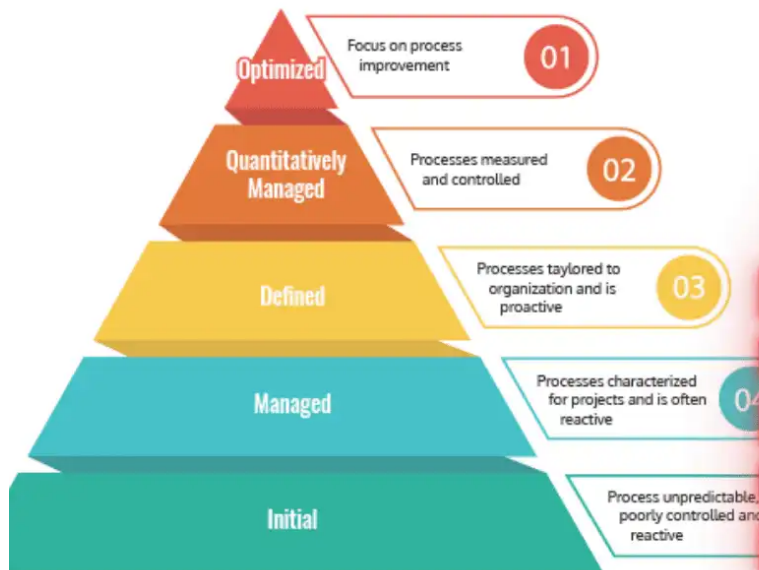 Optimized
Focus on process
improvement
01
Quantitatively
Managed
Processes measured
and controlled
02
Defined
Processes taylored to
organization and is
proactive
03
Managed
Processes characterized
for projects and is often
reactive
04
Initial
Process unpredictable,
poorly controlled and
reactive